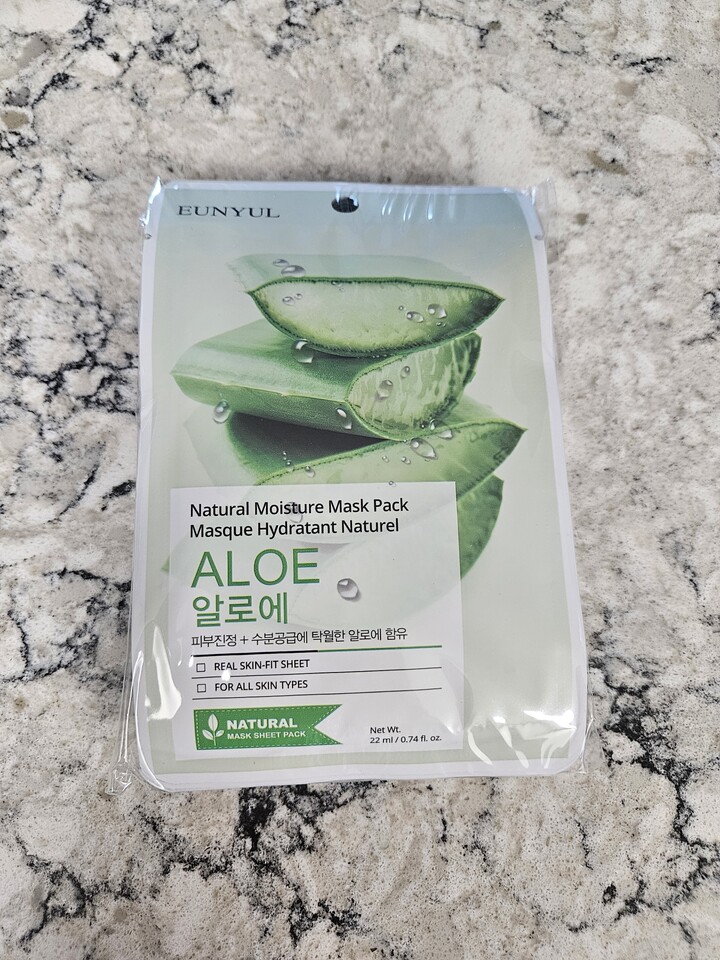 EUNYUL
Natural Moisture Mask Pack
Masque Hydratant Naturel
ALOE
알로에
피부진정 + 수분공급에 탁월한 알로에 함유
REAL SKIN-FIT SHEET
FOR ALL SKIN TYPES
NATURAL
MASK SHEET PACK
Net Wt.
22 ml / 0.74 fl. oz.